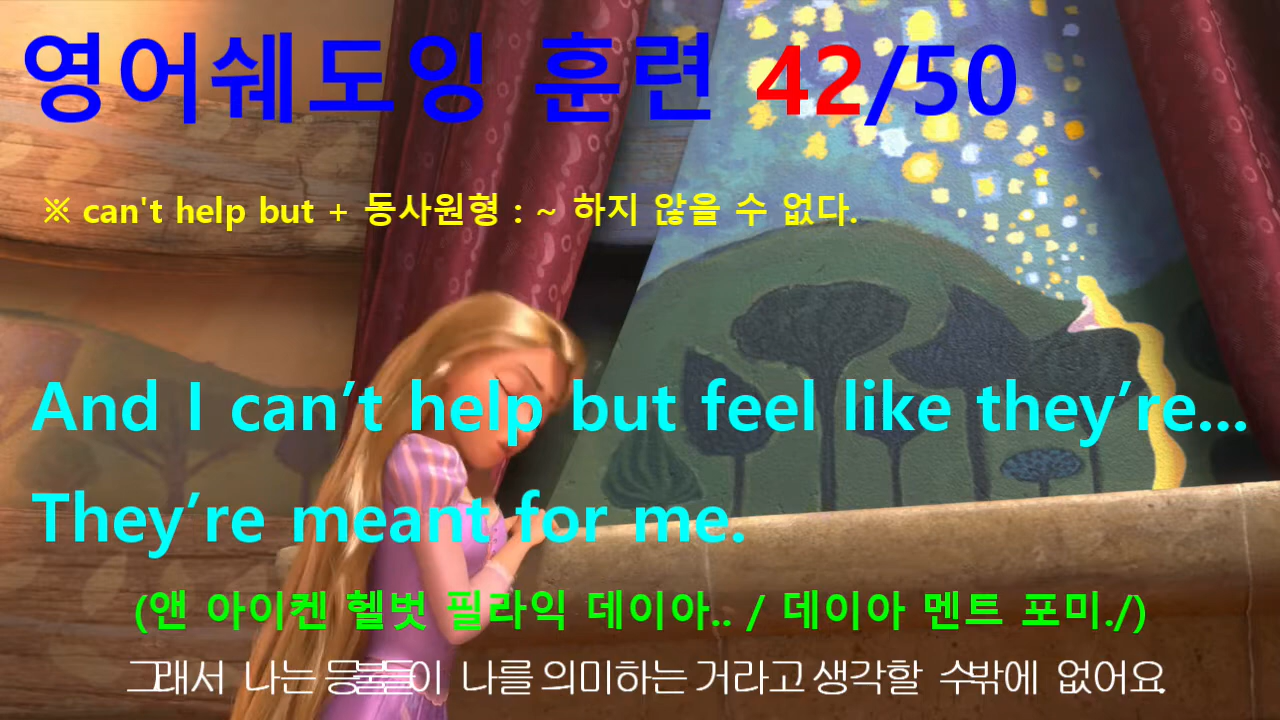 영어쉐도잉 훈련 42/50
※ can't help but + 동사원형 : ~ 하지 않을 수 없다.
And I can’t help but feel like they’re...
They’re meant for me.
(앤 아이켄 헬벗 필라익 데이아.. / 데이아 멘트 포미./)
그래서 나는 등불들이 나를 의미하는 거라고 생각할 수밖에 없어요.